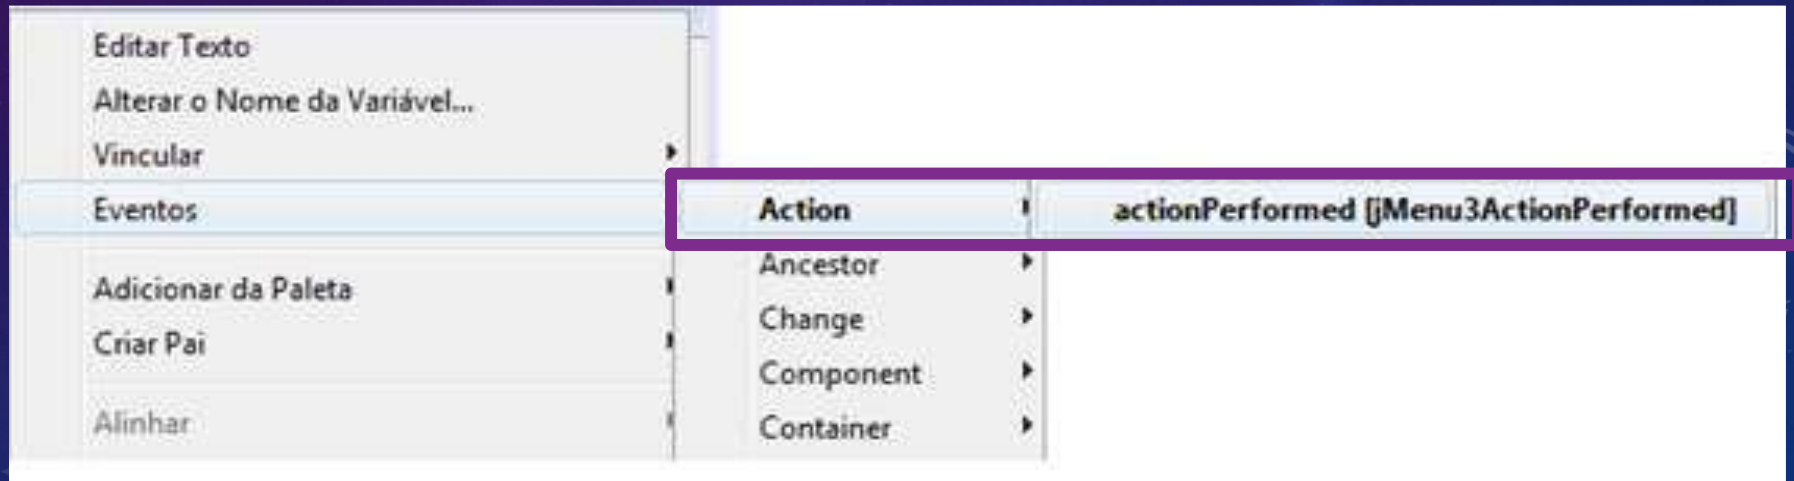 Editar Texto
Alterar o Nome da Variável...
Vincular
Eventos
Action
actionPerformed [jMenu3ActionPerformed]
Ancestor
Adicionar da Paleta
Change
Criar Pai
Component
Alinhar
Container